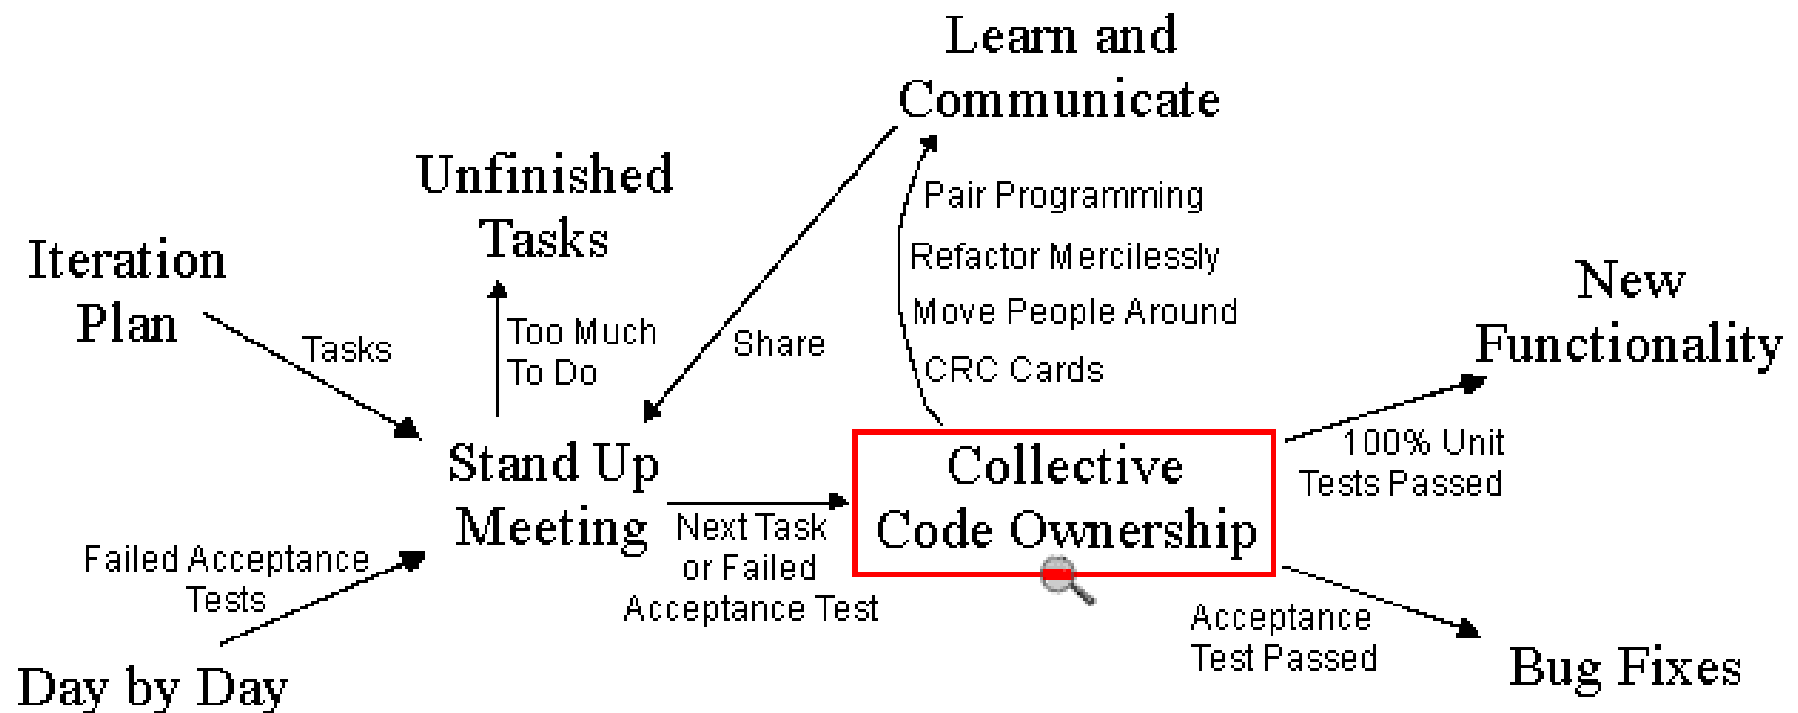 Learn and
Communicate
Unfinished
Tasks
Pair Programming
Refactor Mercilessly
Move People Around
CRC Cards
Iteration
Plan
Tasks
Too Much
To Do
Share
New
Functionality
Stand Up
Meeting
Collective
Code Ownership
100% Unit
Tests Passed
Next Task
or Failed
Acceptance Test
Failed Acceptance
Tests
Day by Day
Acceptance
Test Passed
Bug Fixes